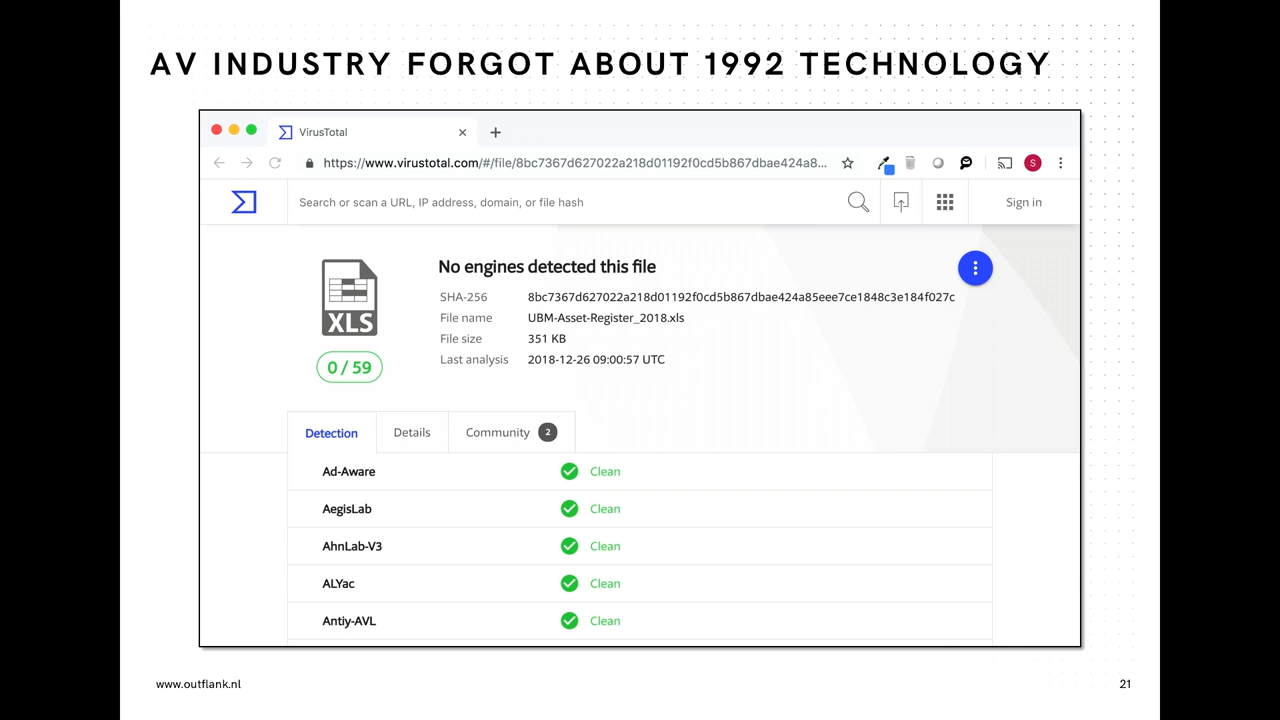 AV INDUSTRY FORGOT ABOUT 1992 TECHNOLOGY
VirusTotal
https://www.virustotal.com/#/file/8bc7367d627022a218d01192f0cd5b867dbae424a8...
S
Search or scan a URL, IP address, domain, or file hash
Sign in
No engines detected this file
SHA-256 8bc7367d627022a218d01192f0cd5b867dbae424a85eee7ce1848c3e184f027c
File name UBM-Asset-Register_2018.xls
File size 351 KB
Last analysis 2018-12-26 09:00:57 UTC
XLS
0 / 59
Detection Details Community 2
Ad-Aware Clean
AegisLab Clean
AhnLab-V3 Clean
ALYac Clean
Antiy-AVL Clean
www.outflank.nl 21